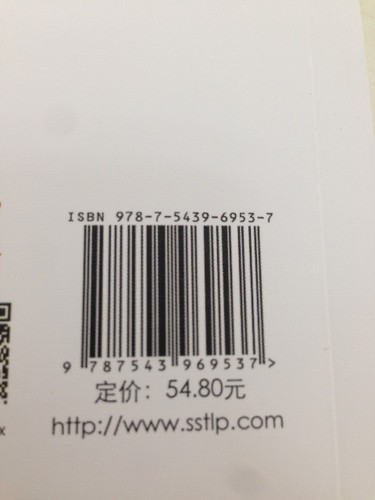 ISBN 978-7-5439-6953-7
9 787543 969537 >
定价：54.80元
http://www.sstlp.com
x